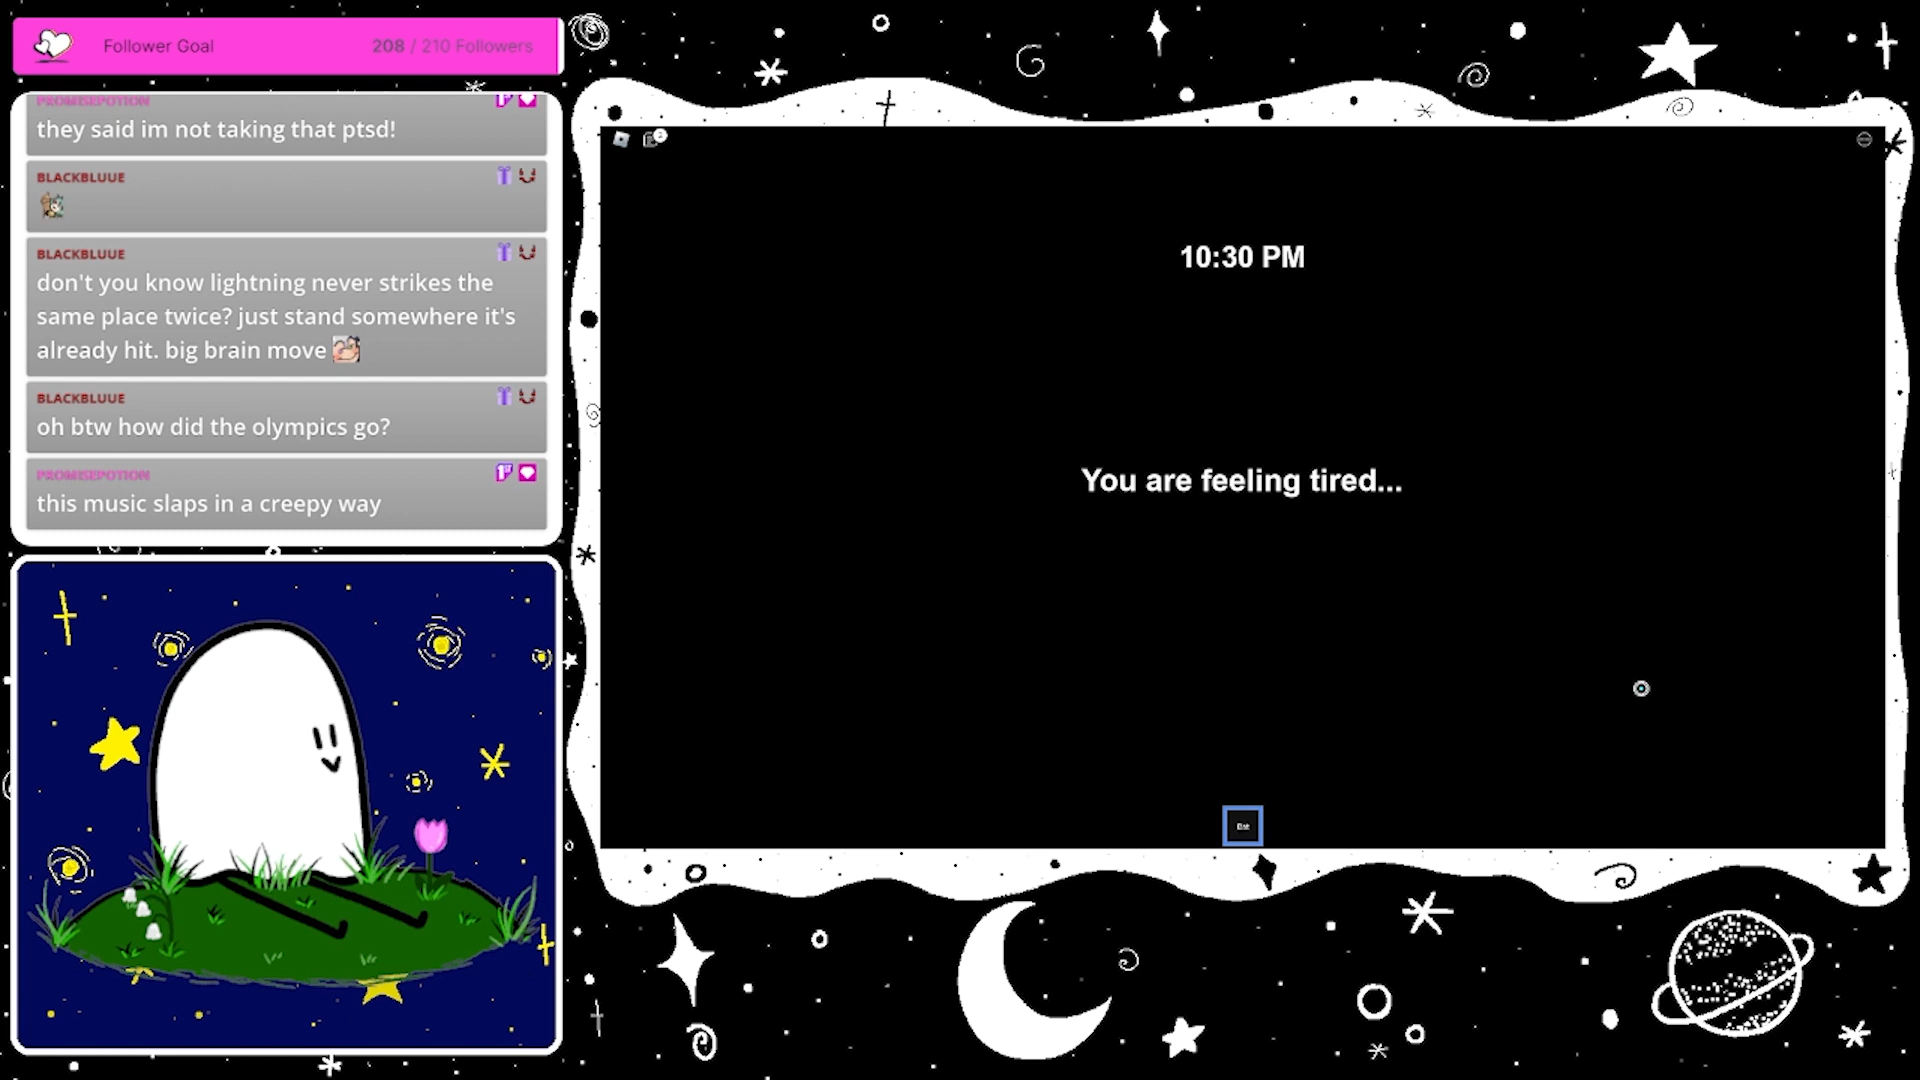 Follower Goal
208 / 210 Followers
PROMISEPOTION
they said im not taking that ptsd!
BLACKBLUUE
BLACKBLUUE
don't you know lightning never strikes the
same place twice? just stand somewhere it's
already hit. big brain move
BLACKBLUUE
oh btw how did the olympics go?
PROMISEPOTION
this music slaps in a creepy way
10:30 PM
You are feeling tired...